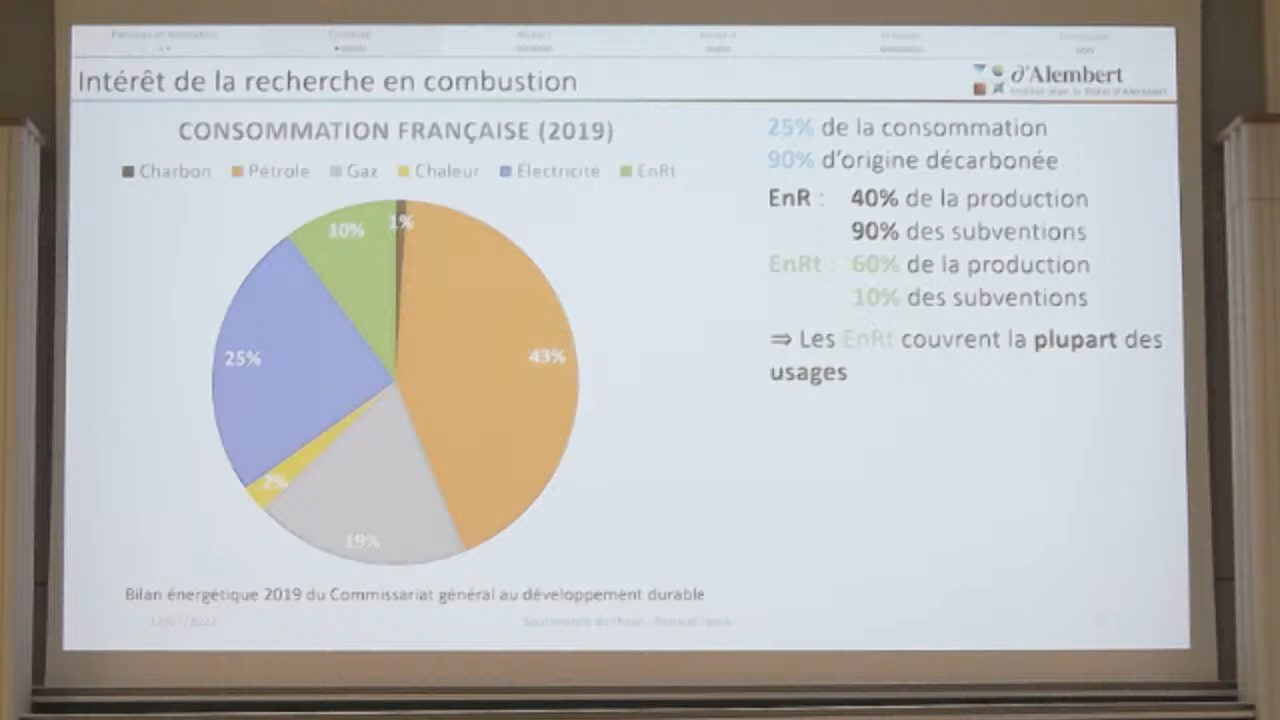 Intérêt de la recherche en combustion
∂'Alembert
CONSOMMATION FRANÇAISE (2019)
Charbon Pétrole Gaz Chaleur Électricité EnRt
10%
1%
43%
25%
2%
19%
Bilan énergétique 2019 du Commissariat général au développement durable
25% de la consommation
90% d'origine décarbonée
EnR : 40% de la production
90% des subventions
EnRt : 60% de la production
10% des subventions
⇒ Les EnRt couvrent la plupart des
usages